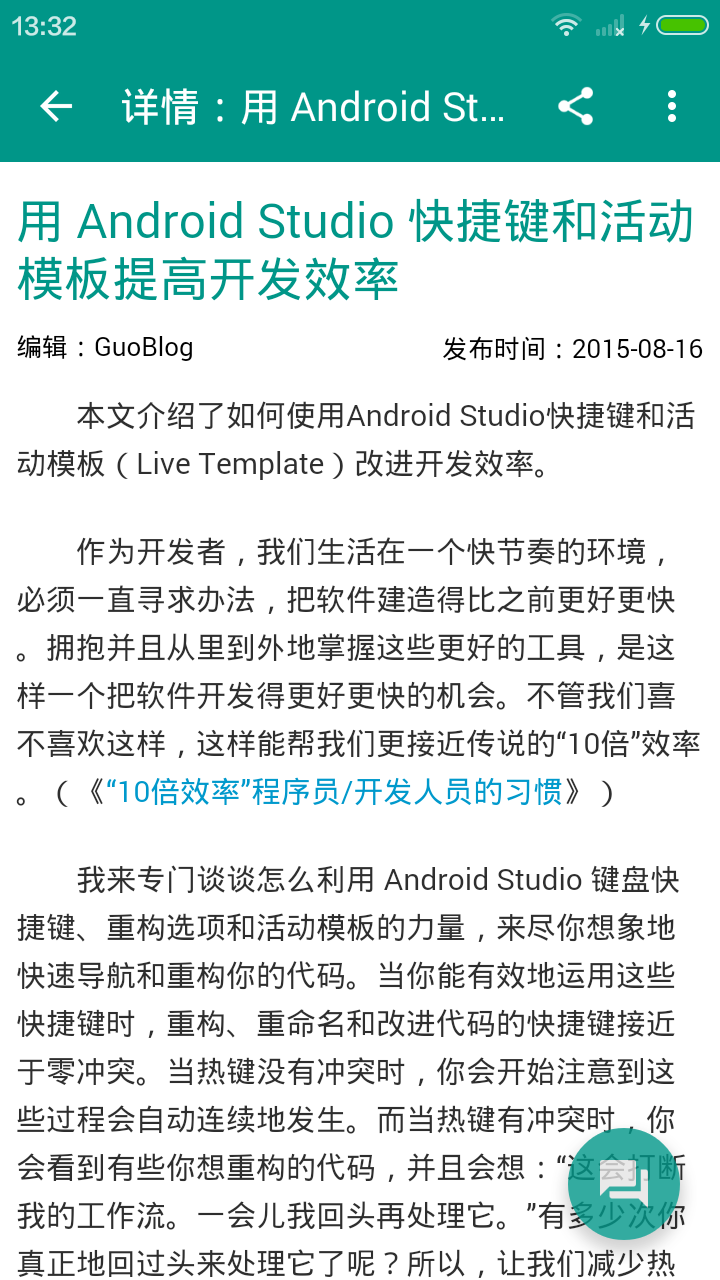 13:32
详情：用 Android St...
用 Android Studio 快捷键和活动
模板提高开发效率
编辑：GuoBlog
发布时间：2015-08-16
本文介绍了如何使用Android Studio快捷键和活
动模板（Live Template）改进开发效率。
作为开发者，我们生活在一个快节奏的环境，
必须一直寻求办法，把软件建造得比之前更好更快
。拥抱并且从里到外地掌握这些更好的工具，是这
样一个把软件开发得更好更快的机会。不管我们喜
不喜欢这样，这样能帮我们更接近传说的“10倍”效率
。（《“10倍效率”程序员/开发人员的习惯》）
我来专门谈谈怎么利用 Android Studio 键盘快
捷键、重构选项和活动模板的力量，来尽你想象地
快速导航和重构你的代码。当你能有效地运用这些
快捷键时，重构、重命名和改进代码的快捷键接近
于零冲突。当热键没有冲突时，你会开始注意到这
些过程会自动连续地发生。而当热键有冲突时，你
会看到有些你想重构的代码，并且会想：“这会打断
我的工作流。一会儿我回头再处理它。”有多少次你
真正地回过头来处理它了呢？所以，让我们减少热